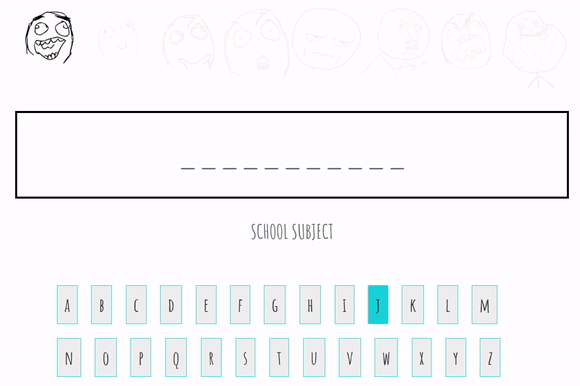 _ _ _ _ _ _ _ _ _ _ _
SCHOOL SUBJECT
A B C D E F G H I J K L M
N O P Q R S T U V W X Y Z